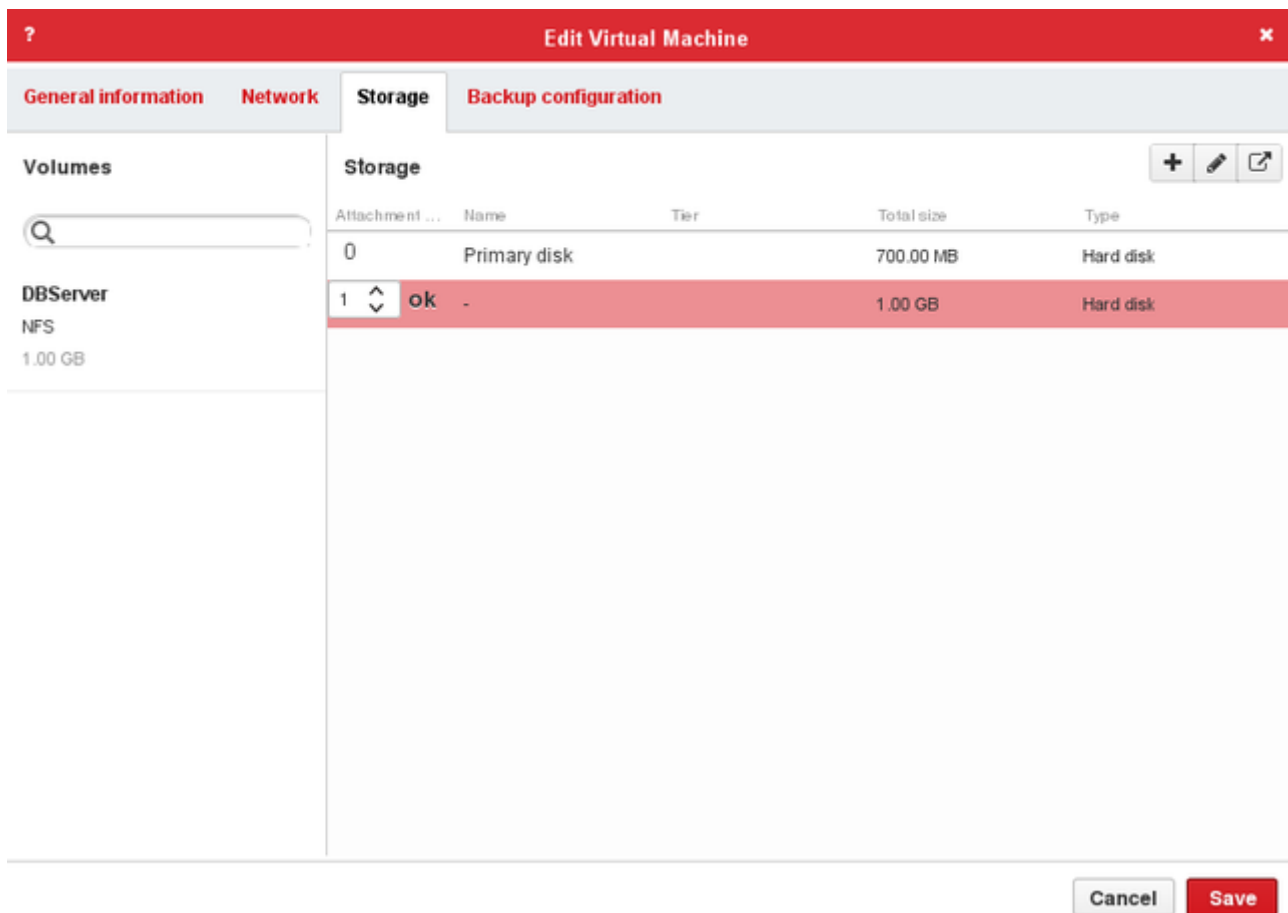 ? Edit Virtual Machine ×
General information Network Storage Backup configuration
Volumes
DBServer
NFS
1.00 GB
Storage
Attachment ... Name Tier Total size Type
0 Primary disk 700.00 MB Hard disk
1 ok - 1.00 GB Hard disk
Cancel Save